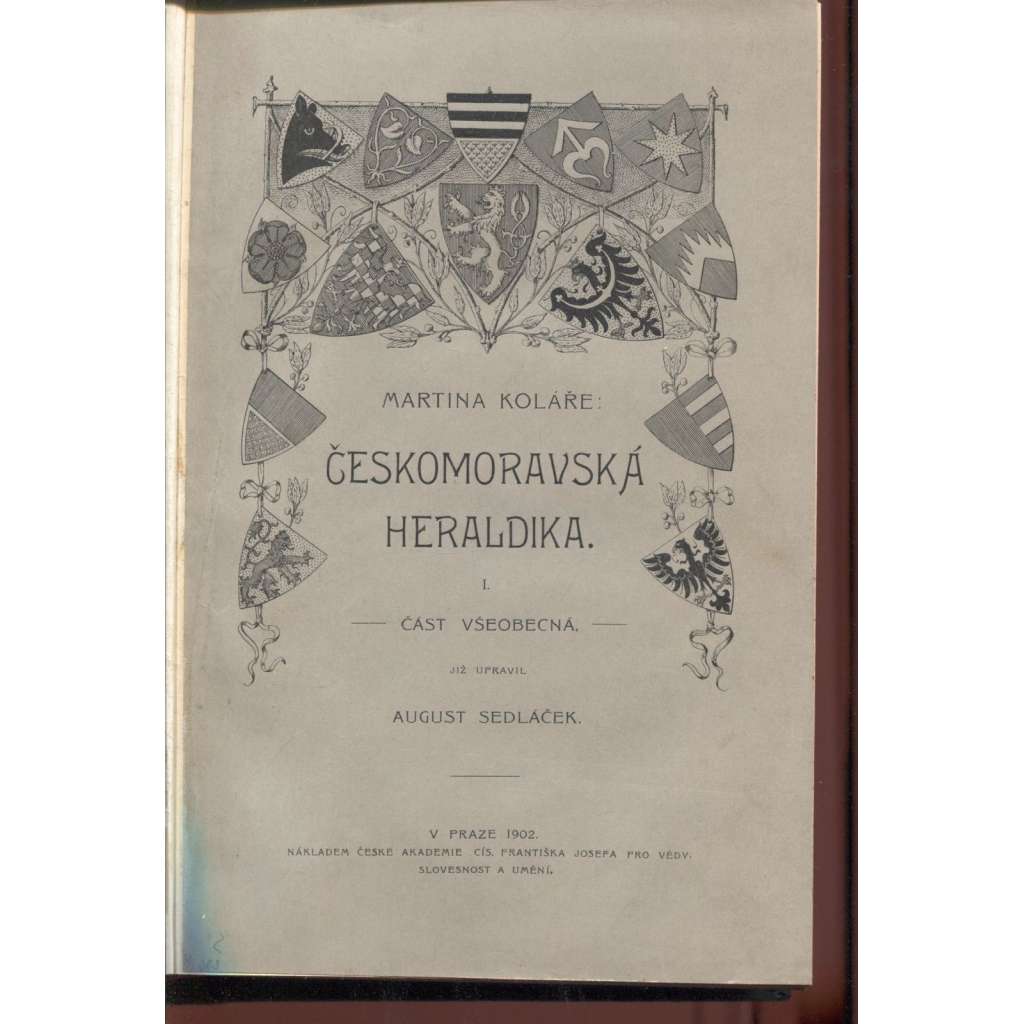 MARTINA KOLÁŘE:
ČESKOMORAVSKÁ
HERALDIKA.
I.
ČÁST VŠEOBECNÁ,
JIŽ UPRAVIL
AUGUST SEDLÁČEK.
V PRAZE 1902.
NÁKLADEM ČESKÉ AKADEMIE CÍS. FRANTIŠKA JOSEFA PRO VĚDY,
SLOVESNOST A UMĚNÍ.